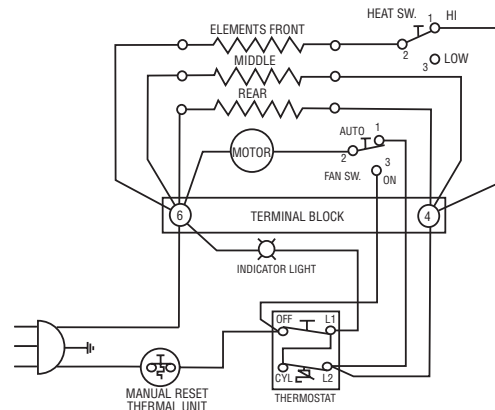 HEAT SW.
1
HI
ELEMENTS FRONT
2
3
LOW
MIDDLE
REAR
AUTO
1
MOTOR
2
3
FAN SW.
ON
6
TERMINAL BLOCK
4
INDICATOR LIGHT
OFF
L1
CYL
L2
MANUAL RESET
THERMAL UNIT
THERMOSTAT